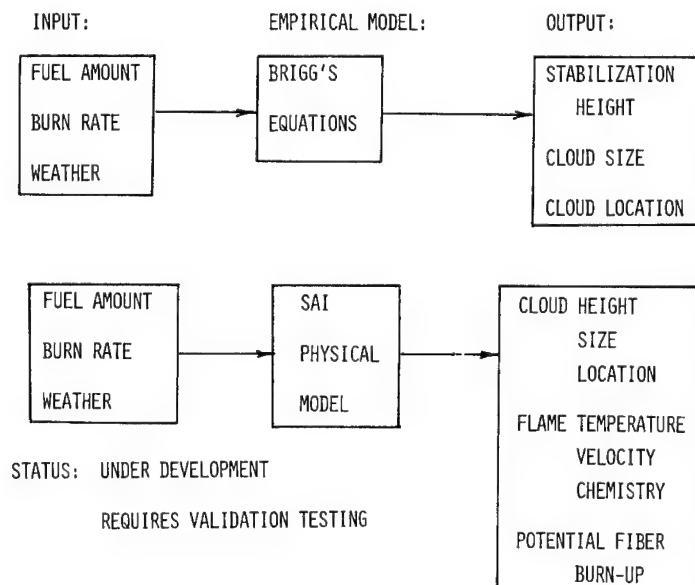 INPUT:
EMPIRICAL MODEL:
OUTPUT:
FUEL AMOUNT
BURN RATE
WEATHER
BRIGG'S
EQUATIONS
STABILIZATION
HEIGHT
CLOUD SIZE
CLOUD LOCATION
FUEL AMOUNT
BURN RATE
WEATHER
SAI
PHYSICAL
MODEL
CLOUD HEIGHT
SIZE
LOCATION
FLAME TEMPERATURE
VELOCITY
CHEMISTRY
POTENTIAL FIBER
BURN-UP
STATUS: UNDER DEVELOPMENT
REQUIRES VALIDATION TESTING